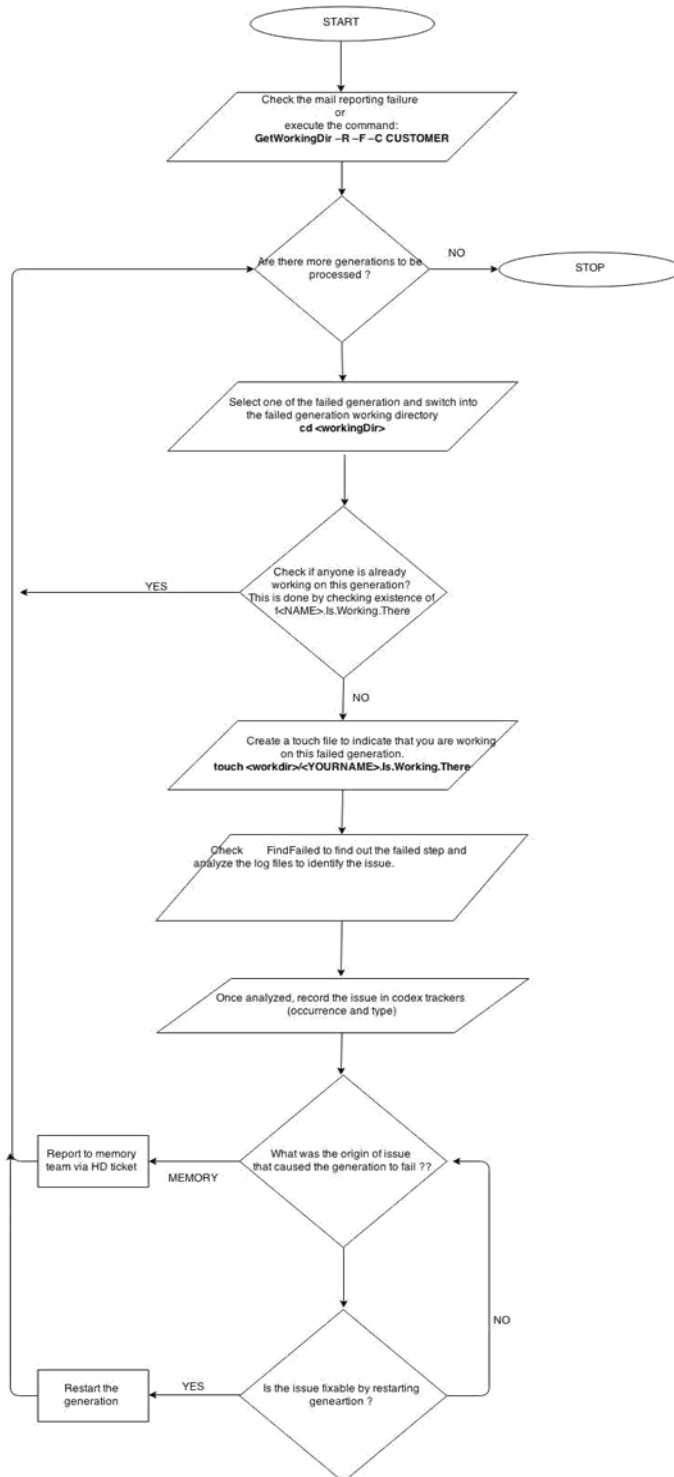 START
Check the mail reporting failure
or
execute the command:
GetWorkingDir –R –F –C CUSTOMER
Are there more generations to be
processed ?
NO
STOP
Select one of the failed generation and switch into
the failed generation working directory
cd <workingDir>
Check if anyone is already
working on this generation?
This is done by checking existence of
f<NAME>.Is.Working.There
YES
NO
Create a touch file to indicate that you are working
on this failed generation.
touch <workdir>/<YOURNAME>.Is.Working.There
Check FindFailed to find out the failed step and
analyze the log files to identify the issue.
Once analyzed, record the issue in codex trackers
(occurrence and type)
What was the origin of issue
that caused the generation to fail ??
MEMORY
Report to memory
team via HD ticket
NO
Is the issue fixable by restarting
geneartion ?
YES
Restart the
generation